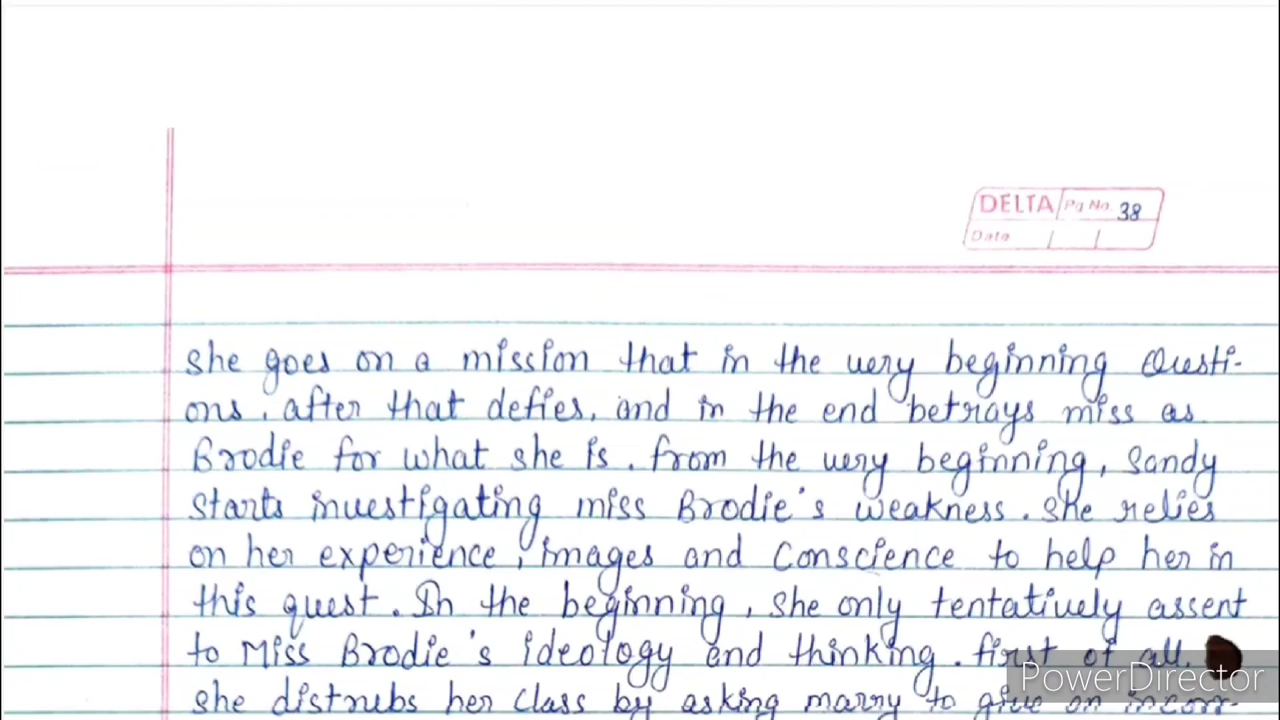 DELTA Pg No. 38
Date
she goes on a mission that in the very beginning Questi-
ons. after that defies, and in the end betrays miss as
Brodie for what she is. from the very beginning, Sandy
starts investigating miss Brodie's weakness. She relies
on her experience, images and Conscience to help her in
this quest. In the beginning, she only tentatively assent
to Miss Brodie's ideology and thinking. first of all,
she distrubs her class by asking marry to give an incorr-
PowerDirector